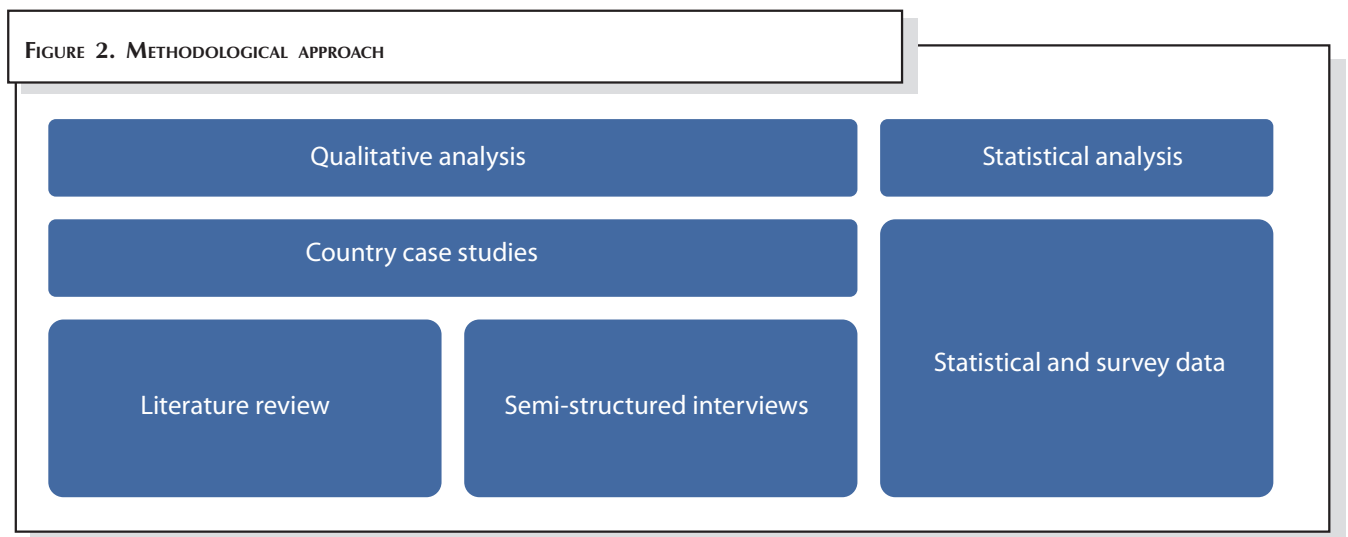 FIGURE 2. METHODOLOGICAL APPROACH
Qualitative analysis
Statistical analysis
Country case studies
Literature review
Semi-structured interviews
Statistical and survey data